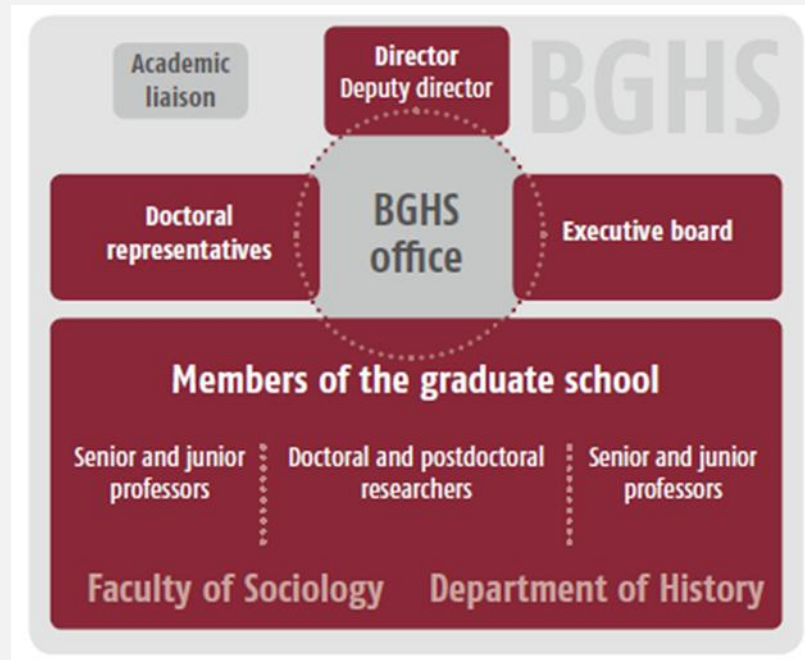 Academic
liaison
Director
Deputy director
BGHS
Doctoral
representatives
BGHS
office
Executive board
Members of the graduate school
Senior and junior
professors
Doctoral and postdoctoral
researchers
Senior and junior
professors
Faculty of Sociology
Department of History